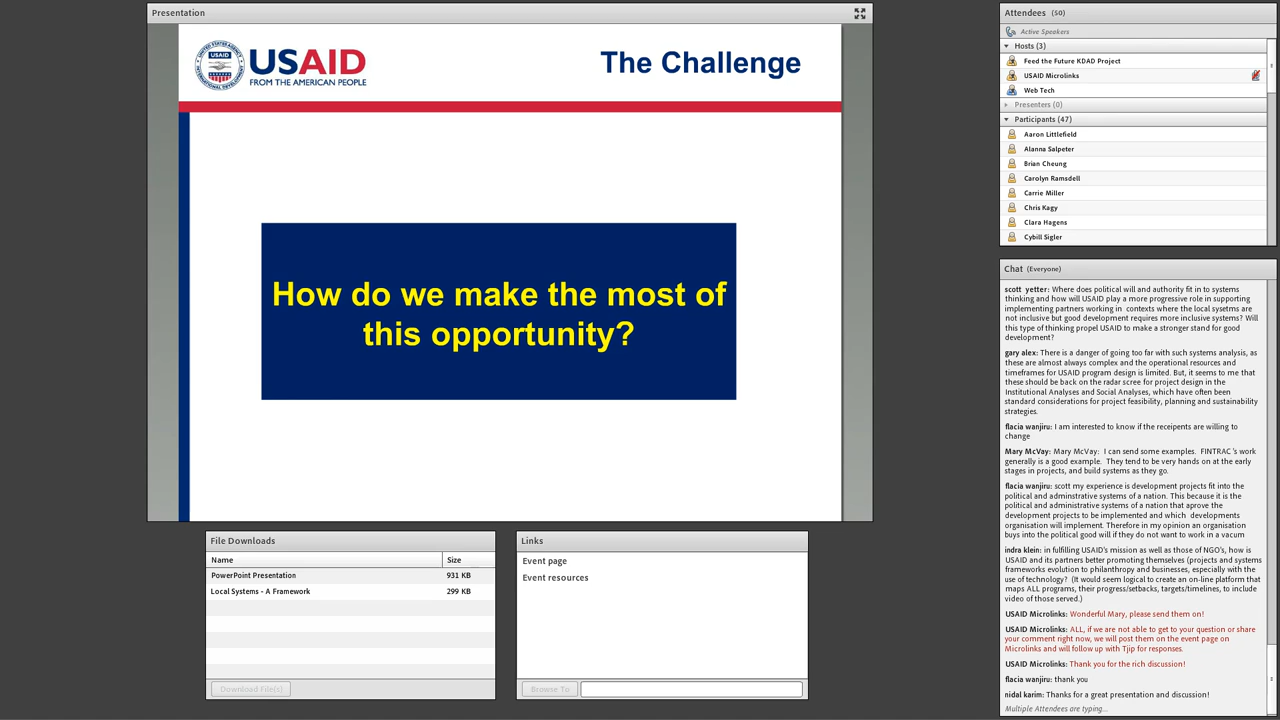 Presentation
USAID
FROM THE AMERICAN PEOPLE
The Challenge
How do we make the most of
this opportunity?
File Downloads
Name Size
PowerPoint Presentation 931 KB
Local Systems - A Framework 299 KB
Download File(s)
Links
Event page
Event resources
Browse To
Attendees (50)
Active Speakers
Hosts (3)
Feed the Future KDAD Project
USAID Microlinks
Web Tech
Presenters (0)
Participants (47)
Aaron Littlefield
Alanna Salpeter
Brian Cheung
Carolyn Ramsdell
Carrie Miller
Chris Kagy
Clara Hagens
Cybill Sigler
Chat (Everyone)
scott yetter: Where does political will and authority fit in to systems
thinking and how will USAID play a more progressive role in supporting
implementing partners working in contexts where the local sysetms are
not inclusive but good development requires more inclusive systems? Will
this type of thinking propel USAID to make a stronger stand for good
development?
gary alex: There is a danger of going too far with such systems analysis, as
these are almost always complex and the operational resources and
timeframes for USAID program design is limited. But, it seems to me that
these should be back on the radar scree for project design in the
Institutional Analyses and Social Analyses, which have often been
standard considerations for project feasibility, planning and sustainability
strategies.
flacia wanjiru: I am interested to know if the receipents are willing to
change
Mary McVay: Mary McVay: I can send some examples. FINTRAC 's work
generally is a good example. They tend to be very hands on at the early
stages in projects, and build systems as they go.
flacia wanjiru: scott my experience is development projects fit into the
political and adminstrative systems of a nation. This because it is the
political and adminstrative systems of a nation that aprove the
development projects to be implemented and which developments
organisation will implement. Therefore in my opinion an organisation
buys into the political good will if they do not want to work in a vacum
indra klein: in fulfilling USAID's mission as well as those of NGO's, how is
USAID and its partners better promoting themselves (projects and systems
frameworks evolution to philanthropy and businesses, especially with the
use of technology? (It would seem logical to create an on-line platform that
maps ALL programs, their progress/setbacks, targets/timelines, to include
video of those served.)
USAID Microlinks: Wonderful Mary, please send them on!
USAID Microlinks: ALL, if we are not able to get to your question or share
your comment right now, we will post them on the event page on
Microlinks and will follow up with Tjip for responses.
USAID Microlinks: Thank you for the rich discussion!
flacia wanjiru: thank you
nidal karim: Thanks for a great presentation and discussion!
Multiple Attendees are typing...